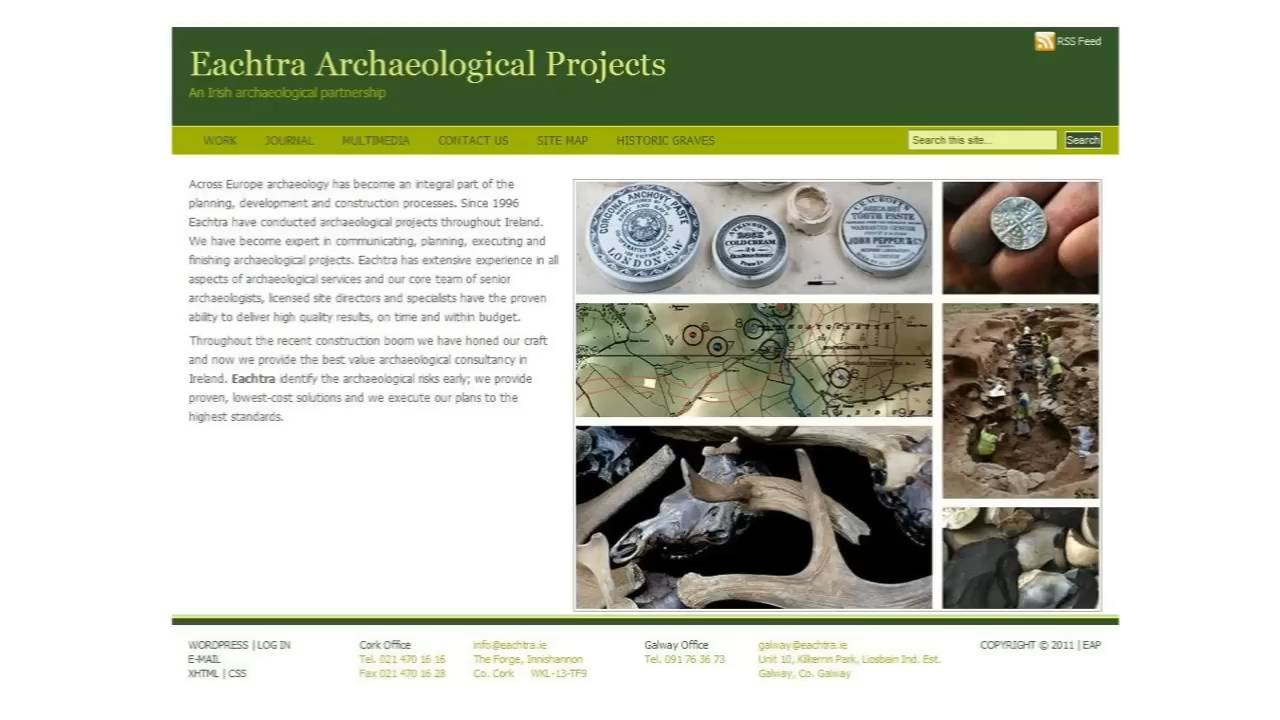 RSS Feed
Eachtra Archaeological Projects
An Irish archaeological partnership
WORK JOURNAL MULTIMEDIA CONTACT US SITE MAP HISTORIC GRAVES
Search this site... Search
Across Europe archaeology has become an integral part of the
planning, development and construction processes. Since 1996
Eachtra have conducted archaeological projects throughout Ireland.
We have become expert in communicating, planning, executing and
finishing archaeological projects. Eachtra has extensive experience in all
aspects of archaeological services and our core team of senior
archaeologists, licensed site directors and specialists have the proven
ability to deliver high quality results, on time and within budget.
Throughout the recent construction boom we have honed our craft
and now we provide the best value archaeological consultancy in
Ireland. Eachtra identify the archaeological risks early; we provide
proven, lowest-cost solutions and we execute our plans to the
highest standards.
GORGONA ANCHOVY PASTE
LONDON, S.W
COLD CREAM
TOOTH PASTE
JOHN PEPPER & Co
LONDON
WORDPRESS | LOG IN
E-MAIL
XHTML | CSS
Cork Office
Tel. 021 470 16 16
Fax 021 470 16 28
info@eachtra.ie
The Forge, Innishannon
Co. Cork WKL-13-TF9
Galway Office
Tel. 091 76 36 73
galway@eachtra.ie
Unit 10, Kilkerrin Park, Liosbain Ind. Est.
Galway, Co. Galway
COPYRIGHT © 2011 | EAP